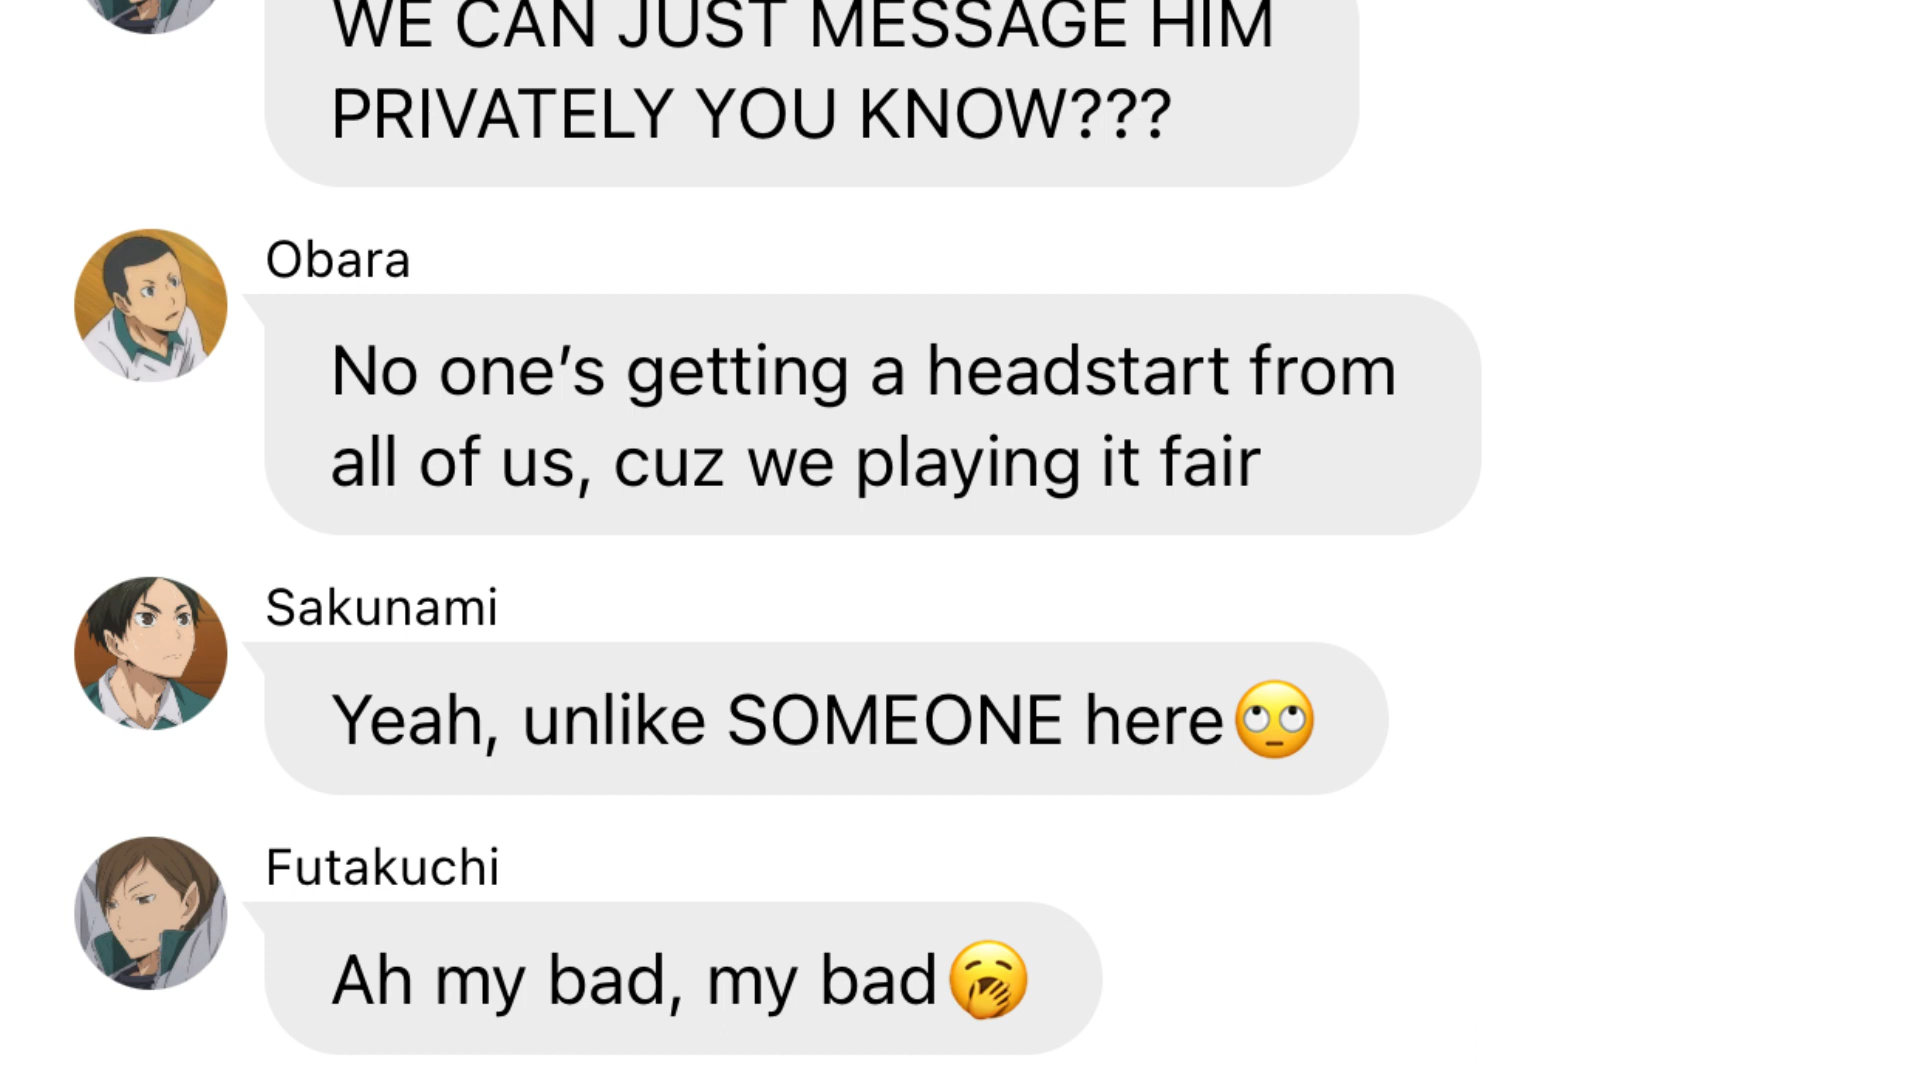 WE CAN JUST MESSAGE HIM
PRIVATELY YOU KNOW???
Obara
No one’s getting a headstart from
all of us, cuz we playing it fair
Sakunami
Yeah, unlike SOMEONE here🙄
Futakuchi
Ah my bad, my bad🥱